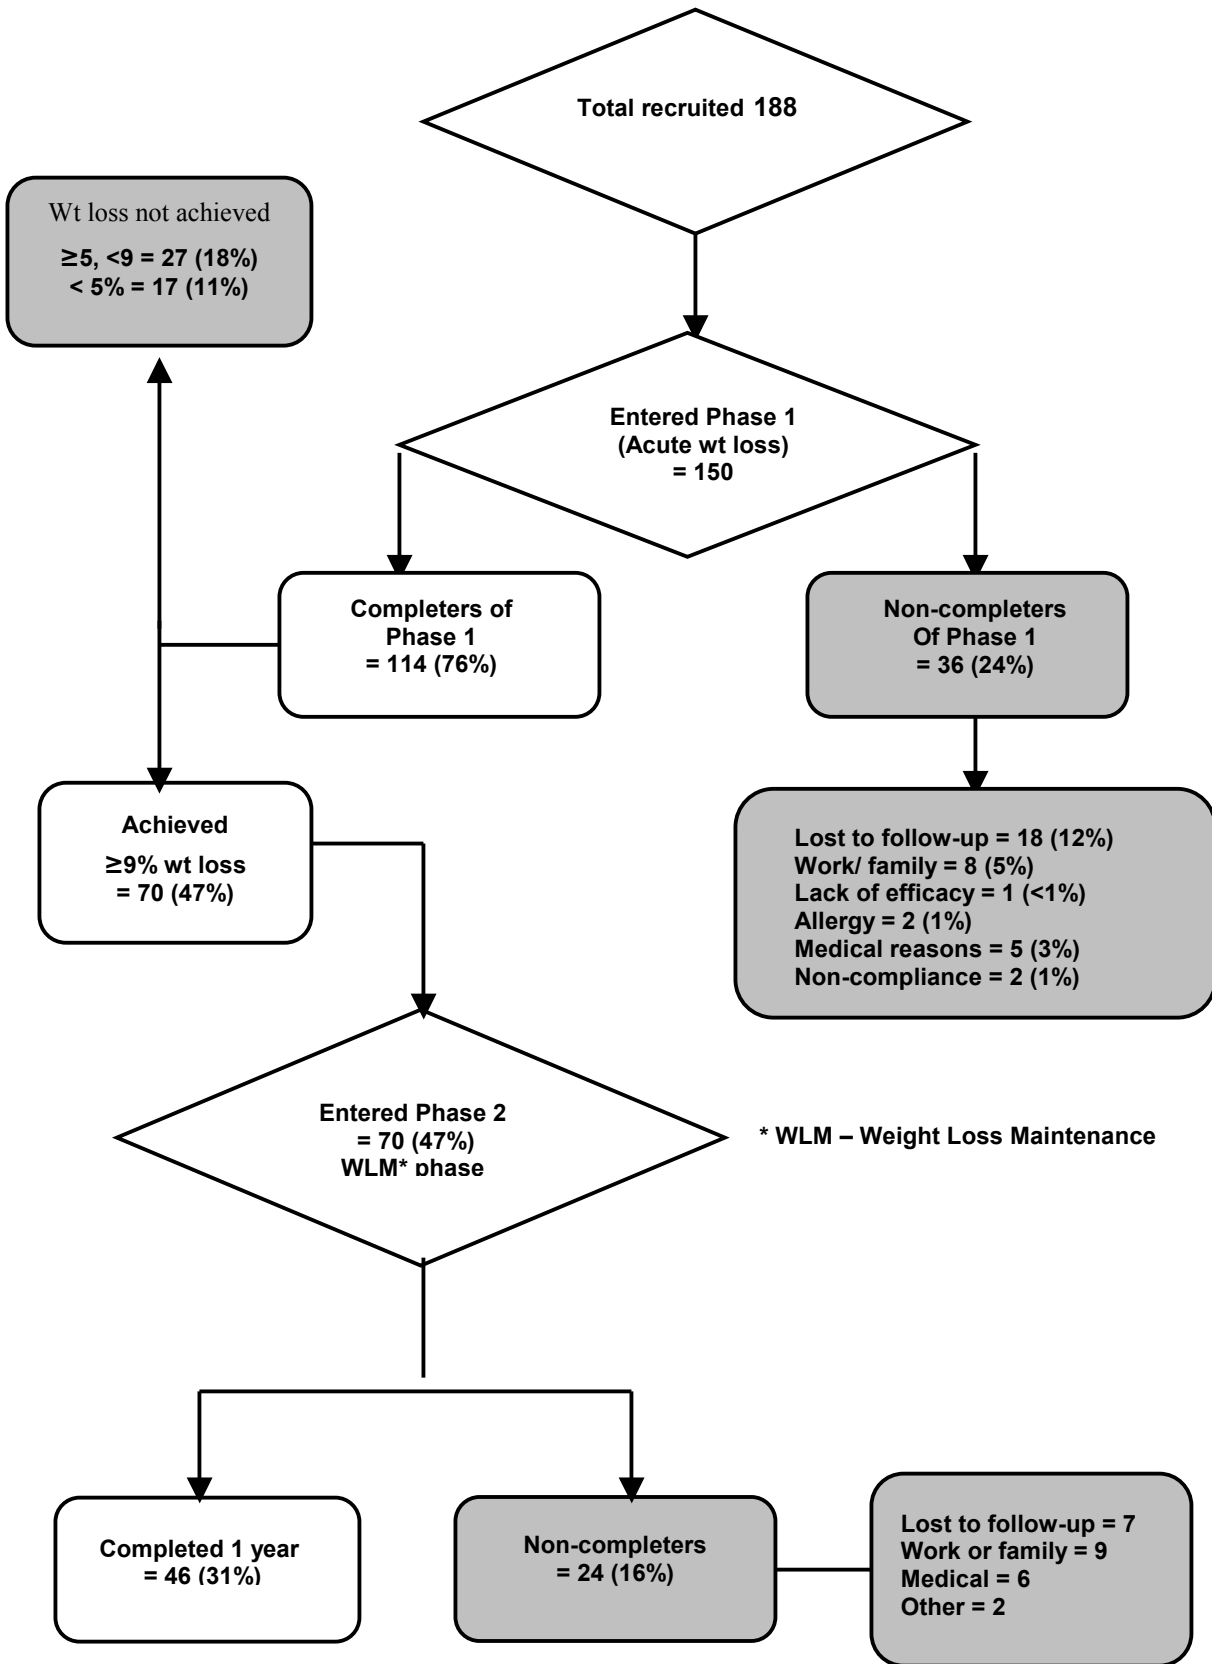 Total recruited 188
Wt loss not achieved
≥5, <9 = 27 (18%)
< 5% = 17 (11%)
Entered Phase 1
(Acute wt loss)
= 150
Completers of
Phase 1
= 114 (76%)
Non-completers
Of Phase 1
= 36 (24%)
Achieved
≥9% wt loss
= 70 (47%)
Lost to follow-up = 18 (12%)
Work/ family = 8 (5%)
Lack of efficacy = 1 (<1%)
Allergy = 2 (1%)
Medical reasons = 5 (3%)
Non-compliance = 2 (1%)
Entered Phase 2
= 70 (47%)
WLM* phase
* WLM – Weight Loss Maintenance
Completed 1 year
= 46 (31%)
Non-completers
= 24 (16%)
Lost to follow-up = 7
Work or family = 9
Medical = 6
Other = 2